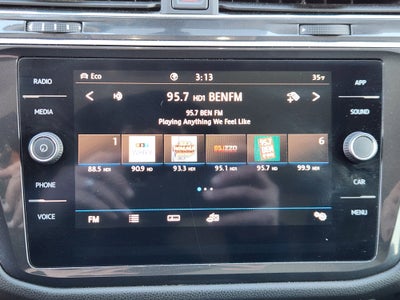 RADIO
MEDIA
PHONE
VOICE
APP
SOUND
CAR
MENU
Eco
3:13
35°F
95.7 HD1 BENFM
95.7 BEN FM
Playing Anything We Feel Like
1
6
88.5 HD1
90.9 HD
93.3 HD1
95.1 HD1
95.7 HD
99.9 HD1
FM